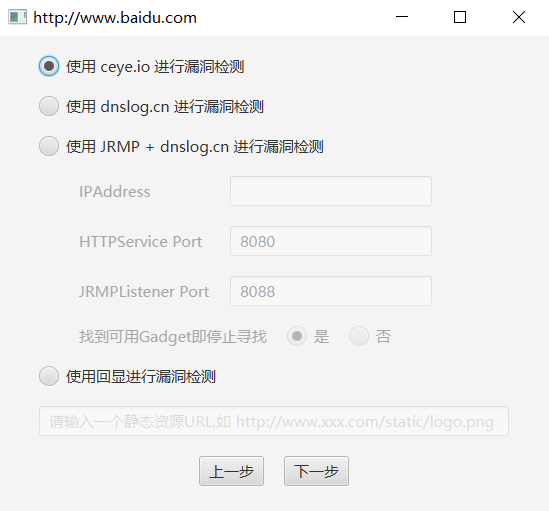 http://www.baidu.com
使用 ceye.io 进行漏洞检测
使用 dnslog.cn 进行漏洞检测
使用 JRMP + dnslog.cn 进行漏洞检测
IPAddress
HTTPService Port 8080
JRMPListener Port 8088
找到可用Gadget即停止寻找 是 否
使用回显进行漏洞检测
请输入一个静态资源URL,如 http://www.xxx.com/static/logo.png
上一步 下一步